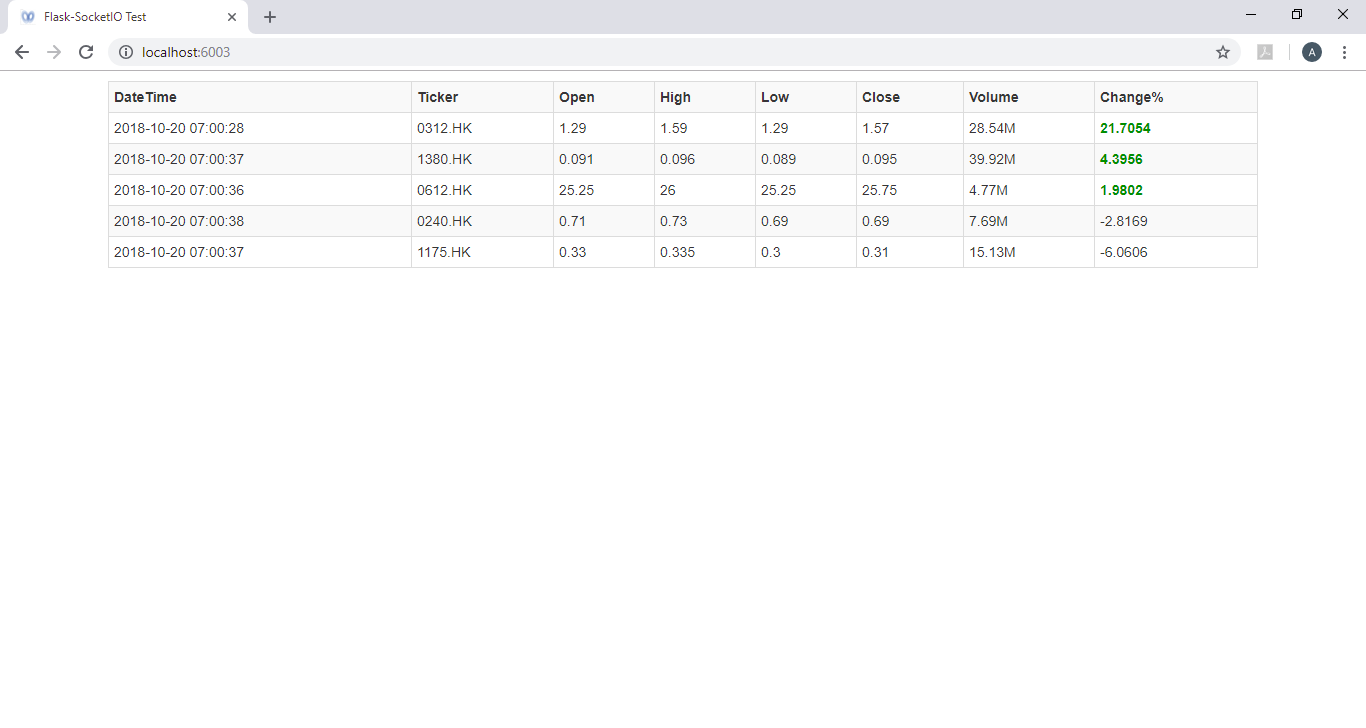 Flask-SocketIO Test
localhost:6003
A
DateTime Ticker Open High Low Close Volume Change%
2018-10-20 07:00:28 0312.HK 1.29 1.59 1.29 1.57 28.54M 21.7054
2018-10-20 07:00:37 1380.HK 0.091 0.096 0.089 0.095 39.92M 4.3956
2018-10-20 07:00:36 0612.HK 25.25 26 25.25 25.75 4.77M 1.9802
2018-10-20 07:00:38 0240.HK 0.71 0.73 0.69 0.69 7.69M -2.8169
2018-10-20 07:00:37 1175.HK 0.33 0.335 0.3 0.31 15.13M -6.0606